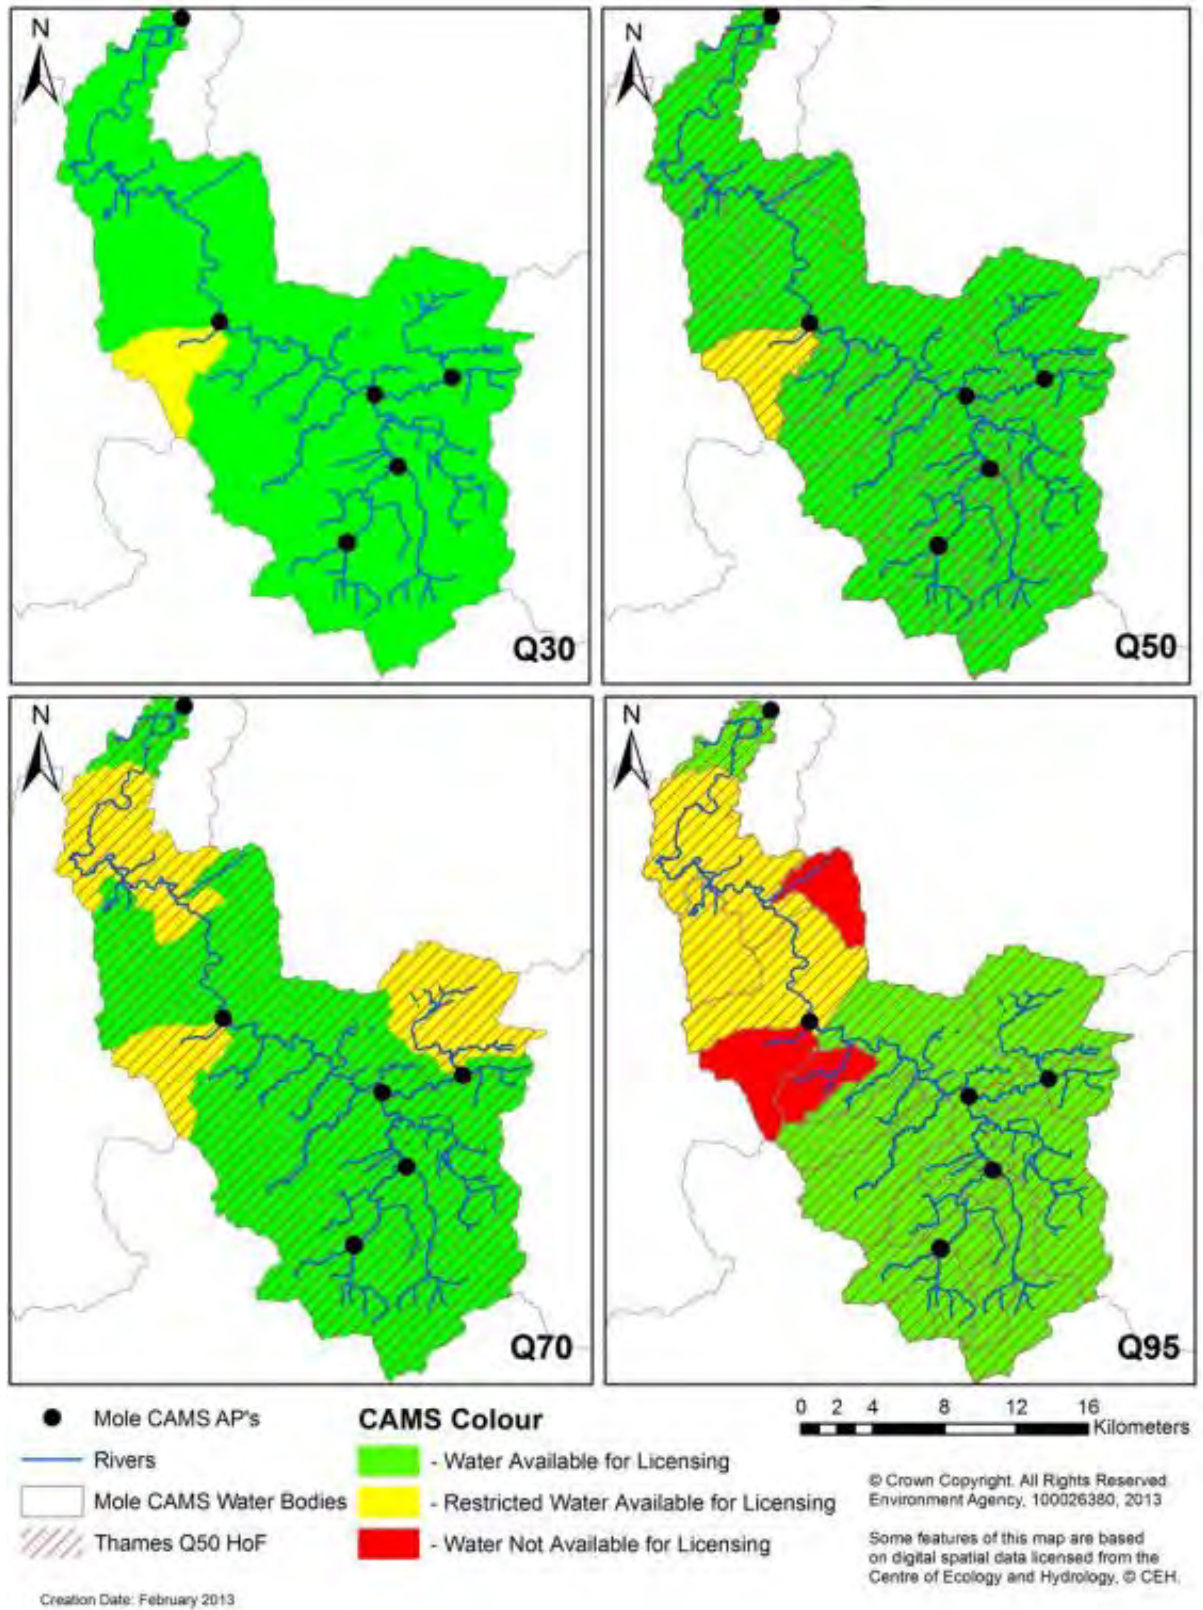 N
Q30
N
Q50
N
Q70
N
Q95
Mole CAMS AP's
Rivers
Mole CAMS Water Bodies
Thames Q50 HoF
CAMS Colour
- Water Available for Licensing
- Restricted Water Available for Licensing
- Water Not Available for Licensing
0 2 4 8 12 16
Kilometers
© Crown Copyright. All Rights Reserved.
Environment Agency, 100026380, 2013
Some features of this map are based
on digital spatial data licensed from the
Centre of Ecology and Hydrology, © CEH.
Creation Date: February 2013